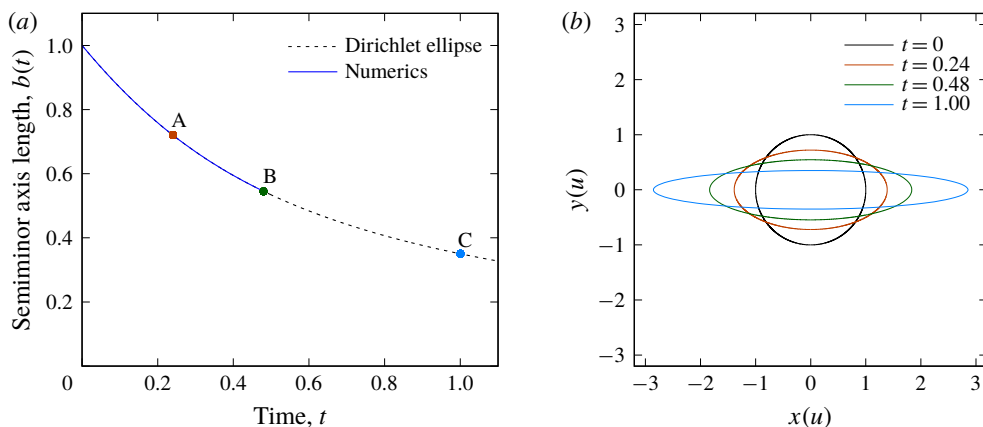 (a)
1.0
0.8
0.6
0.4
0.2
0
0.2
0.4
0.6
0.8
1.0
Semiminor axis length, b(t)
Time, t
Dirichlet ellipse
Numerics
A
B
C
(b)
3
2
1
0
−1
−2
−3
−3
−2
−1
0
1
2
3
y(u)
x(u)
t = 0
t = 0.24
t = 0.48
t = 1.00